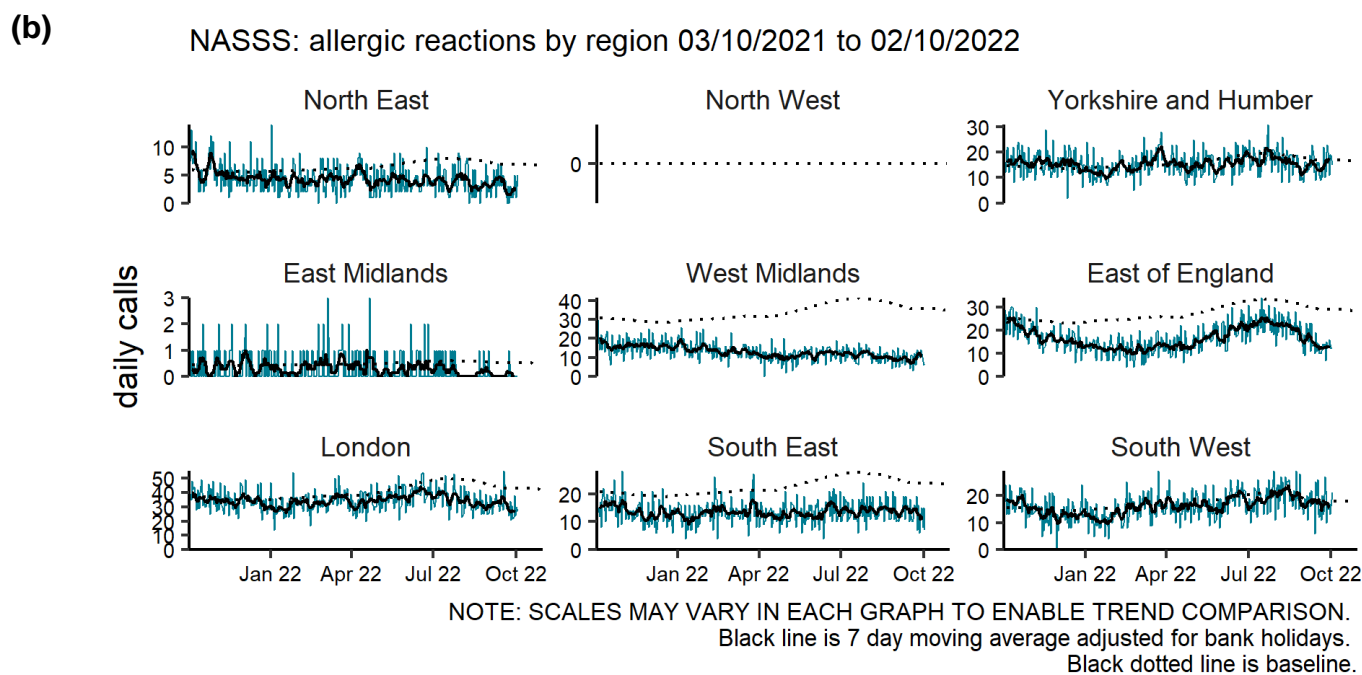 (b)
NASSS: allergic reactions by region 03/10/2021 to 02/10/2022
North East
North West
Yorkshire and Humber
10
5
0
0
30
20
10
0
East Midlands
West Midlands
East of England
3
2
1
0
40
30
20
10
0
30
20
10
0
daily calls
London
South East
South West
50
40
30
20
10
0
20
10
0
20
10
0
Jan 22 Apr 22 Jul 22 Oct 22
Jan 22 Apr 22 Jul 22 Oct 22
Jan 22 Apr 22 Jul 22 Oct 22
NOTE: SCALES MAY VARY IN EACH GRAPH TO ENABLE TREND COMPARISON.
Black line is 7 day moving average adjusted for bank holidays.
Black dotted line is baseline.